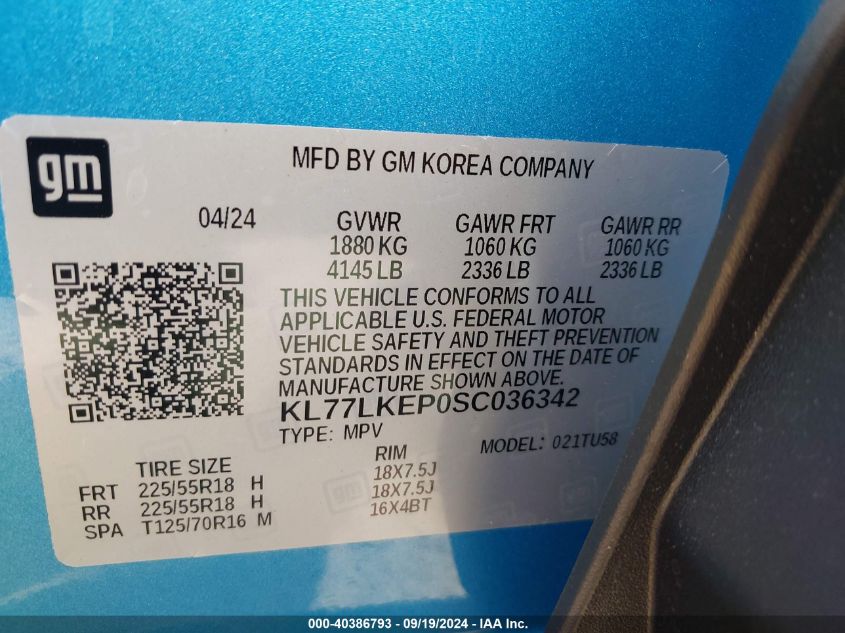 gm
MFD BY GM KOREA COMPANY
04/24 GVWR GAWR FRT GAWR RR
1880 KG 1060 KG 1060 KG
4145 LB 2336 LB 2336 LB
THIS VEHICLE CONFORMS TO ALL
APPLICABLE U.S. FEDERAL MOTOR
VEHICLE SAFETY AND THEFT PREVENTION
STANDARDS IN EFFECT ON THE DATE OF
MANUFACTURE SHOWN ABOVE.
KL77LKEP0SC036342
TYPE: MPV MODEL: 021TU58
TIRE SIZE RIM
FRT 225/55R18 H 18X7.5J
RR 225/55R18 H 18X7.5J
SPA T125/70R16 M 16X4BT
000-40386793 - 09/19/2024 - IAA Inc.